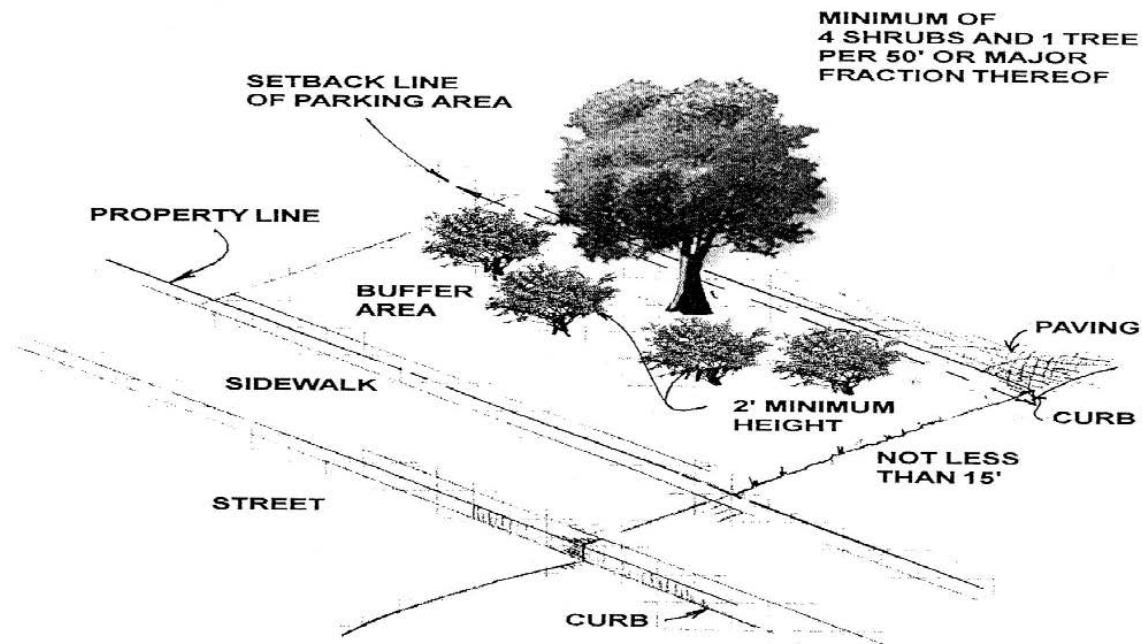 MINIMUM OF
4 SHRUBS AND 1 TREE
PER 50' OR MAJOR
FRACTION THEREOF
SETBACK LINE
OF PARKING AREA
PROPERTY LINE
BUFFER
AREA
PAVING
SIDEWALK
2' MINIMUM
HEIGHT
CURB
NOT LESS
THAN 15'
STREET
CURB